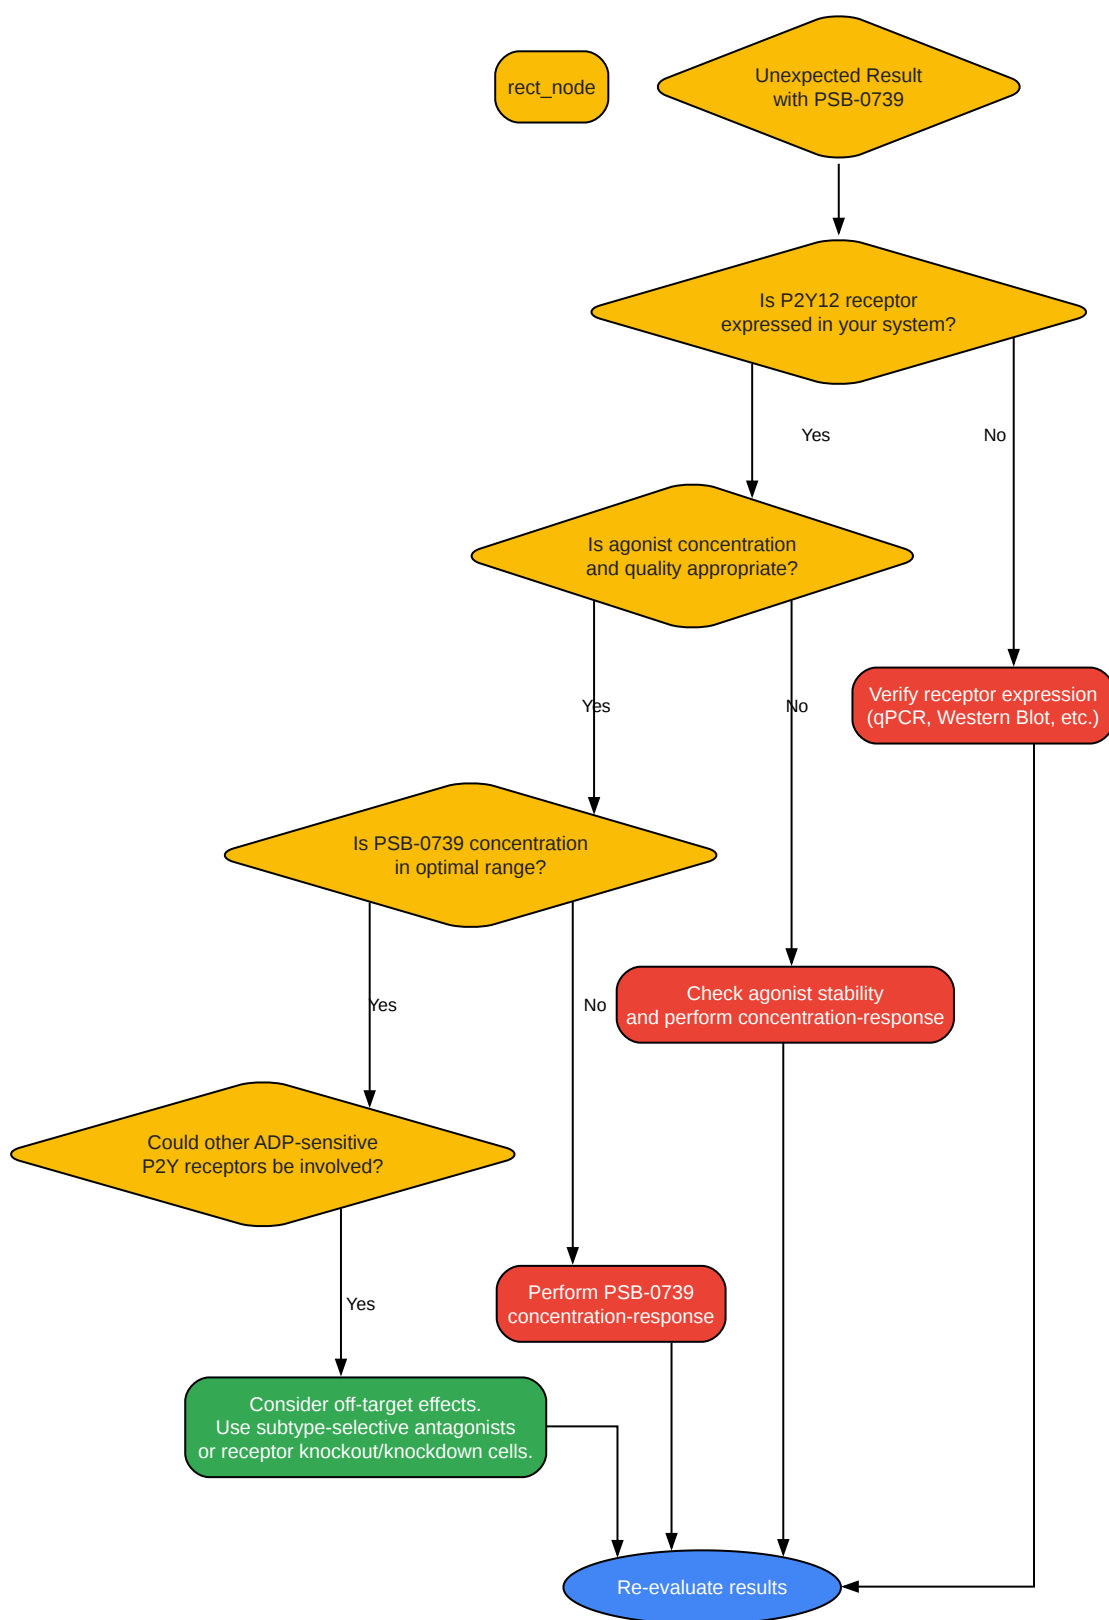 rect_node
Unexpected Result
with PSB-0739
Is P2Y12 receptor
expressed in your system?
Yes
No
Is agonist concentration
and quality appropriate?
Verify receptor expression
(qPCR, Western Blot, etc.)
Yes
No
Is PSB-0739 concentration
in optimal range?
Check agonist stability
and perform concentration-response
Yes
No
Could other ADP-sensitive
P2Y receptors be involved?
Perform PSB-0739
concentration-response
Yes
Consider off-target effects.
Use subtype-selective antagonists
or receptor knockout/knockdown cells.
Re-evaluate results